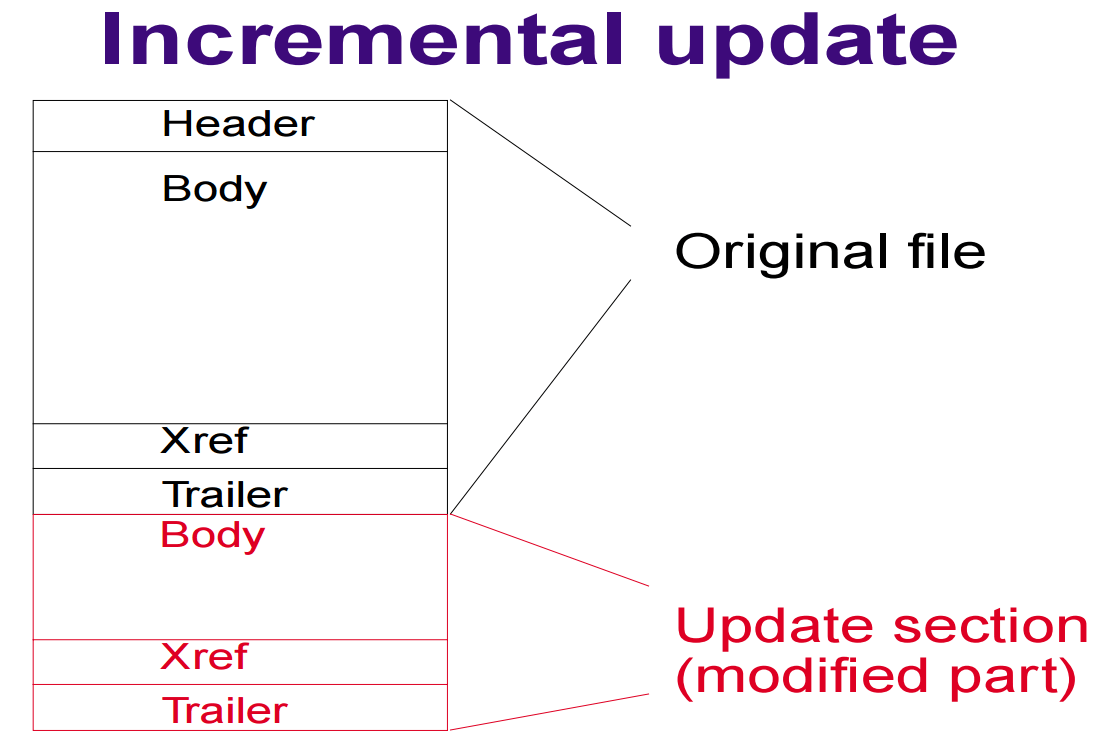 Incremental update
Header
Body
Original file
Xref
Trailer
Body
Update section
(modified part)
Xref
Trailer